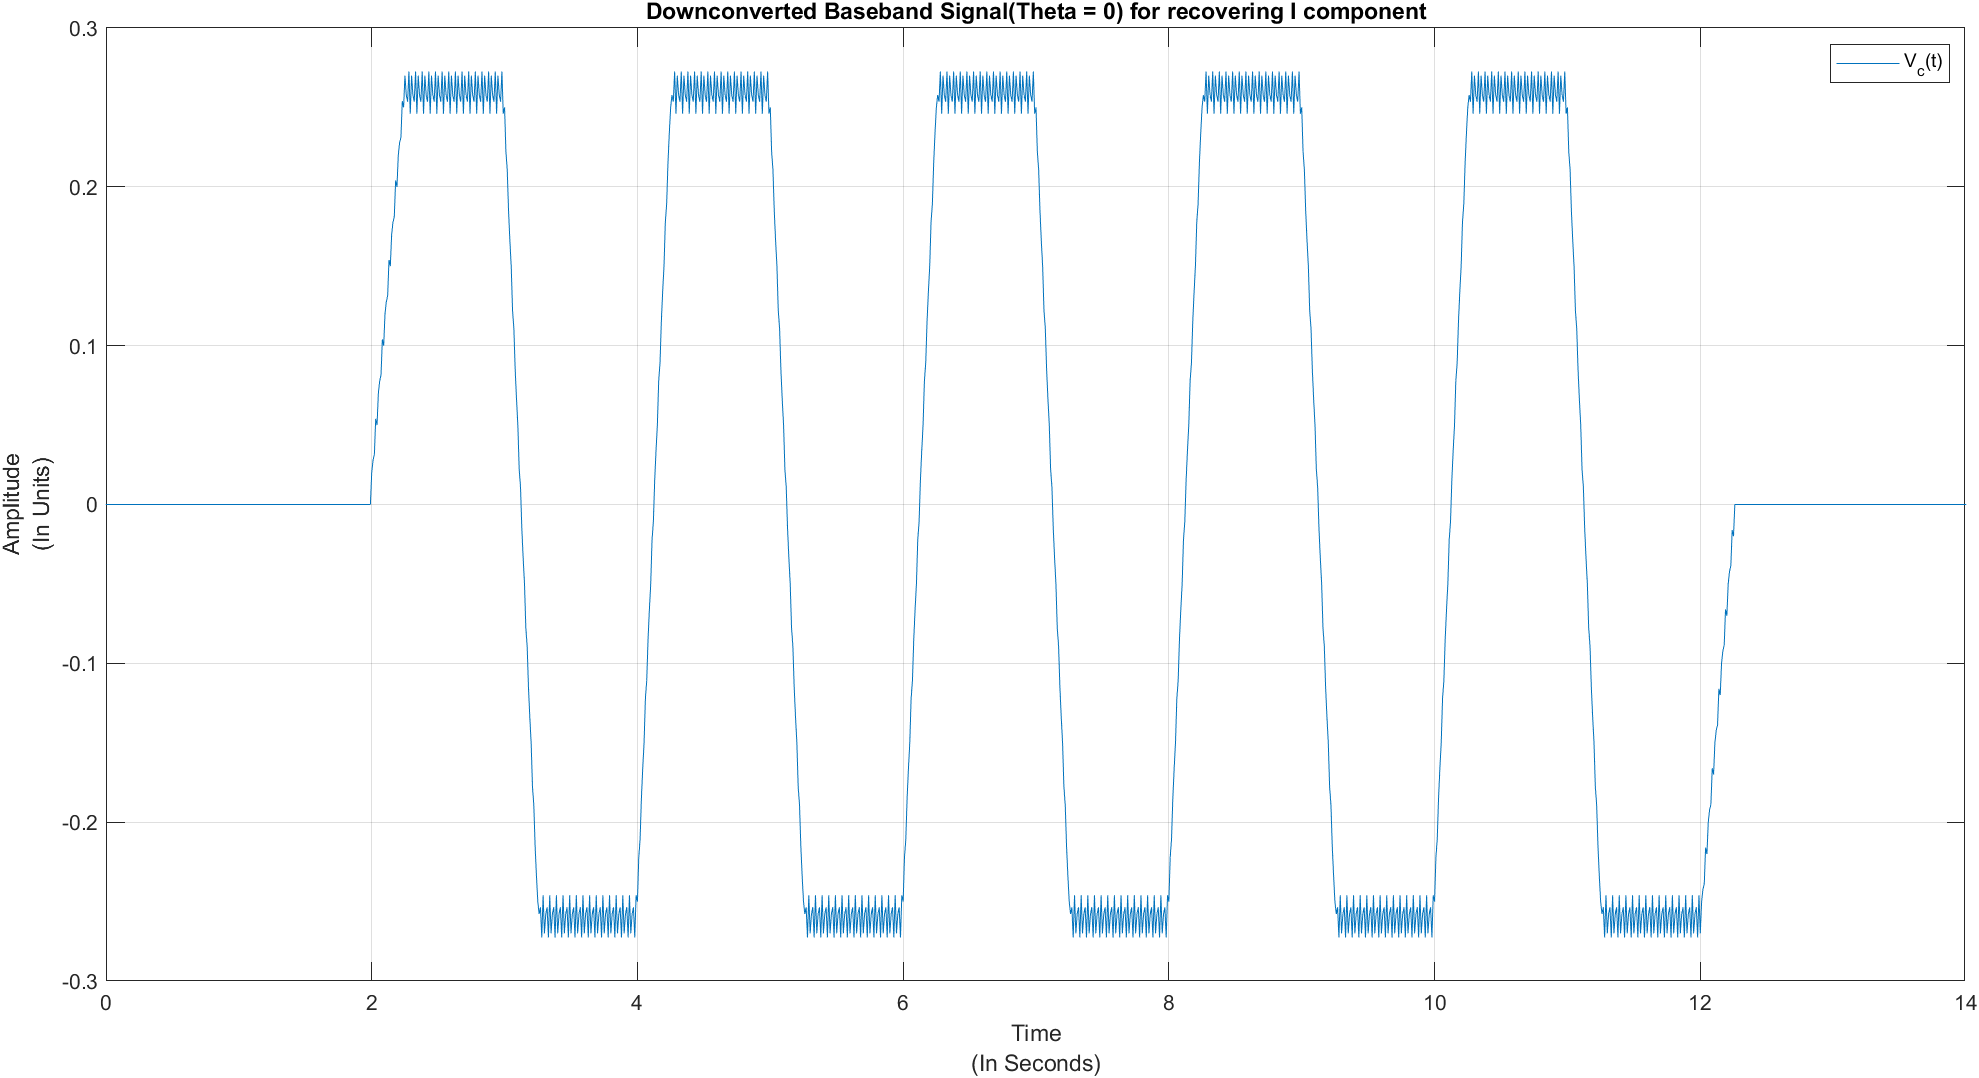 Downconverted Baseband Signal(Theta = 0) for recovering I component
V_c(t)
0.3
0.2
0.1
0
-0.1
-0.2
-0.3
Amplitude
(In Units)
0 2 4 6 8 10 12 14
Time
(In Seconds)